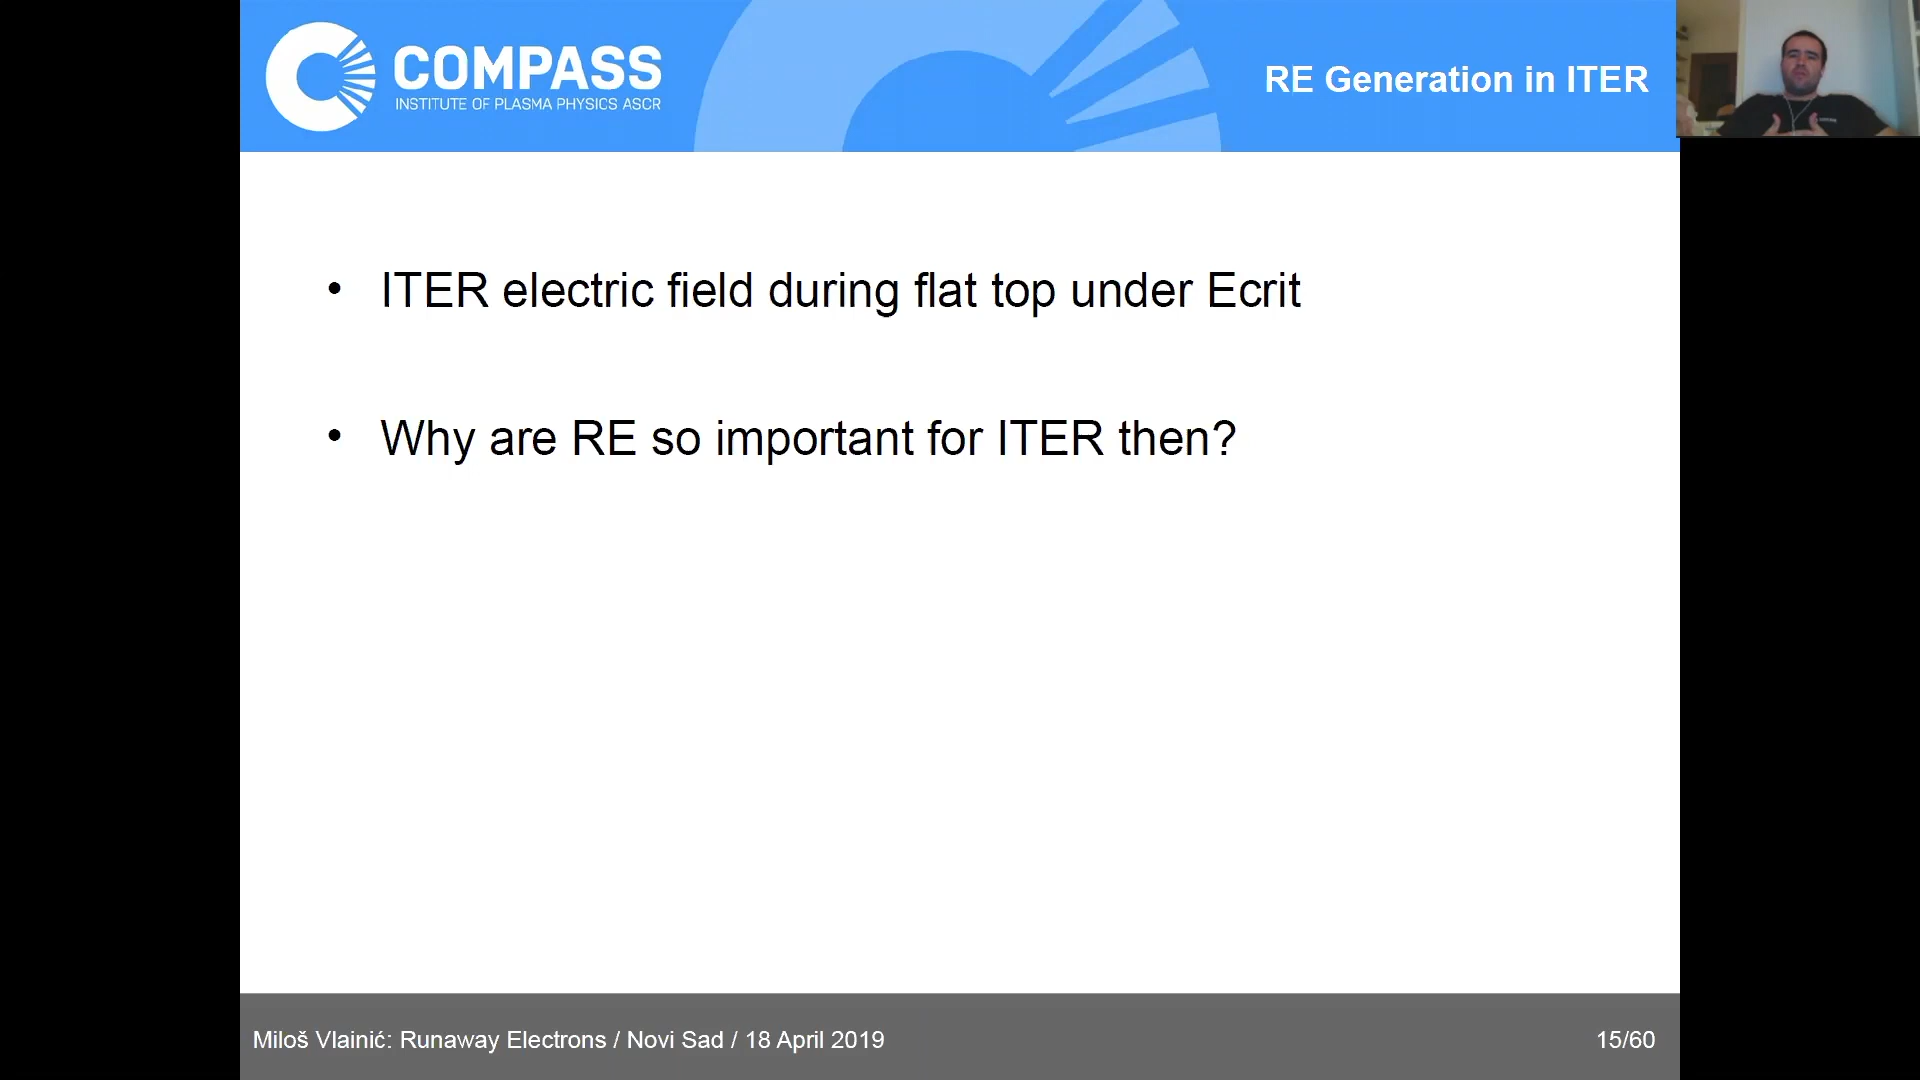 COMPASS
INSTITUTE OF PLASMA PHYSICS ASCR
RE Generation in ITER
• ITER electric field during flat top under Ecrit
• Why are RE so important for ITER then?
Miloš Vlainić: Runaway Electrons / Novi Sad / 18 April 2019
15/60